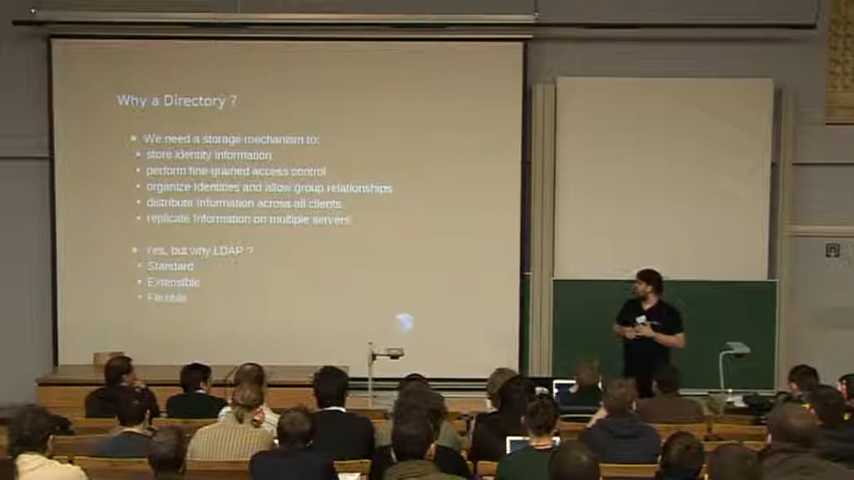 Why a Directory ?
We need a storage mechanism to:
store identity information
perform fine grained access control
organize identities and allow group relationships
distribute information across all clients
replicate information on multiple servers
Yes, but why LDAP ?
Standard
Extensible
Flexible